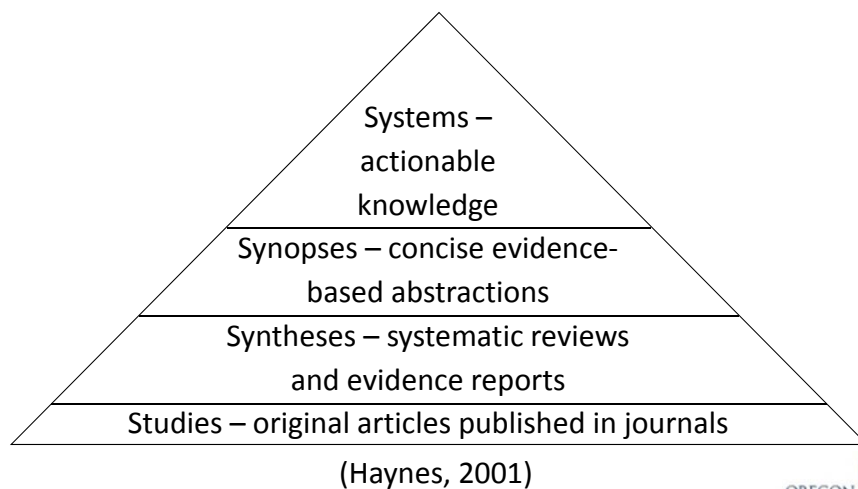 Systems –
actionable
knowledge
Synopses – concise evidence-
based abstractions
Syntheses – systematic reviews
and evidence reports
Studies – original articles published in journals
(Haynes, 2001)
OREGON